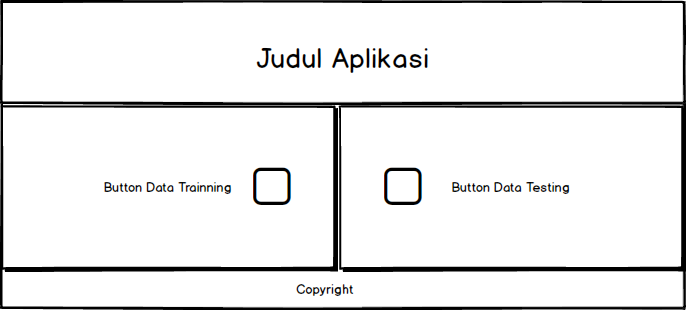 Judul Aplikasi
Button Data Trainning
Button Data Testing
Copyright